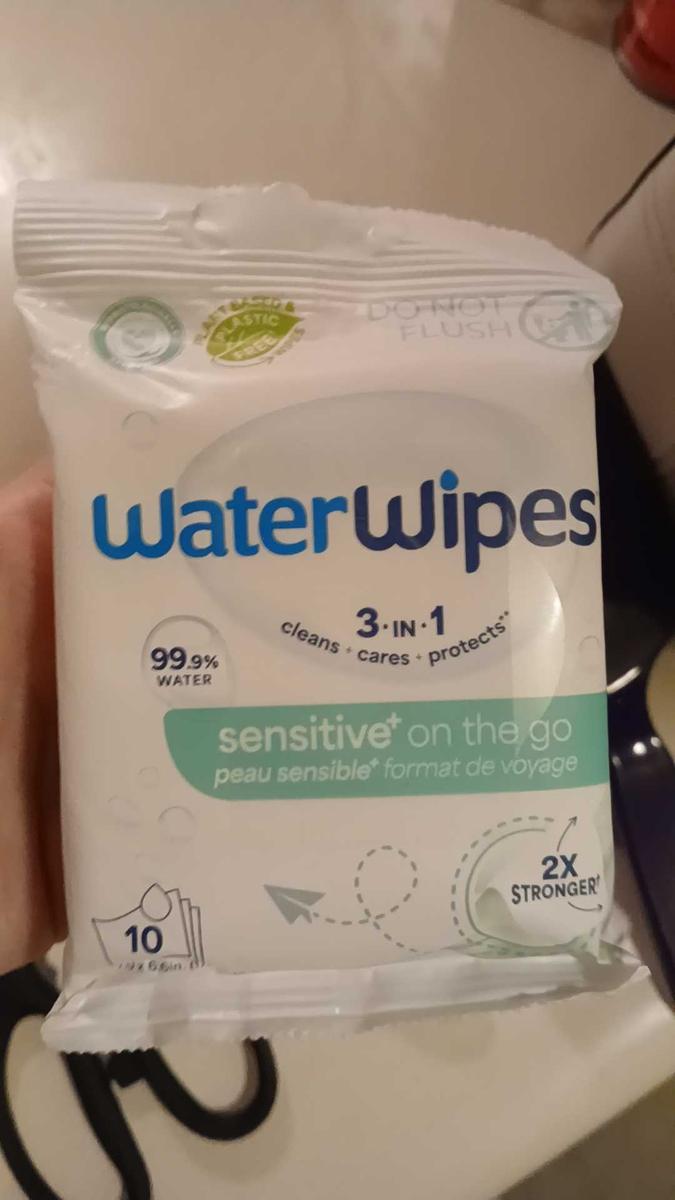 PLANT BASED &
PLASTIC
FREE
WIPES
DO NOT
FLUSH
WaterWipes
3·IN·1
cleans + cares + protects**
99.9%
WATER
sensitive+ on the go
peau sensible+ format de voyage
2X
STRONGER†
10